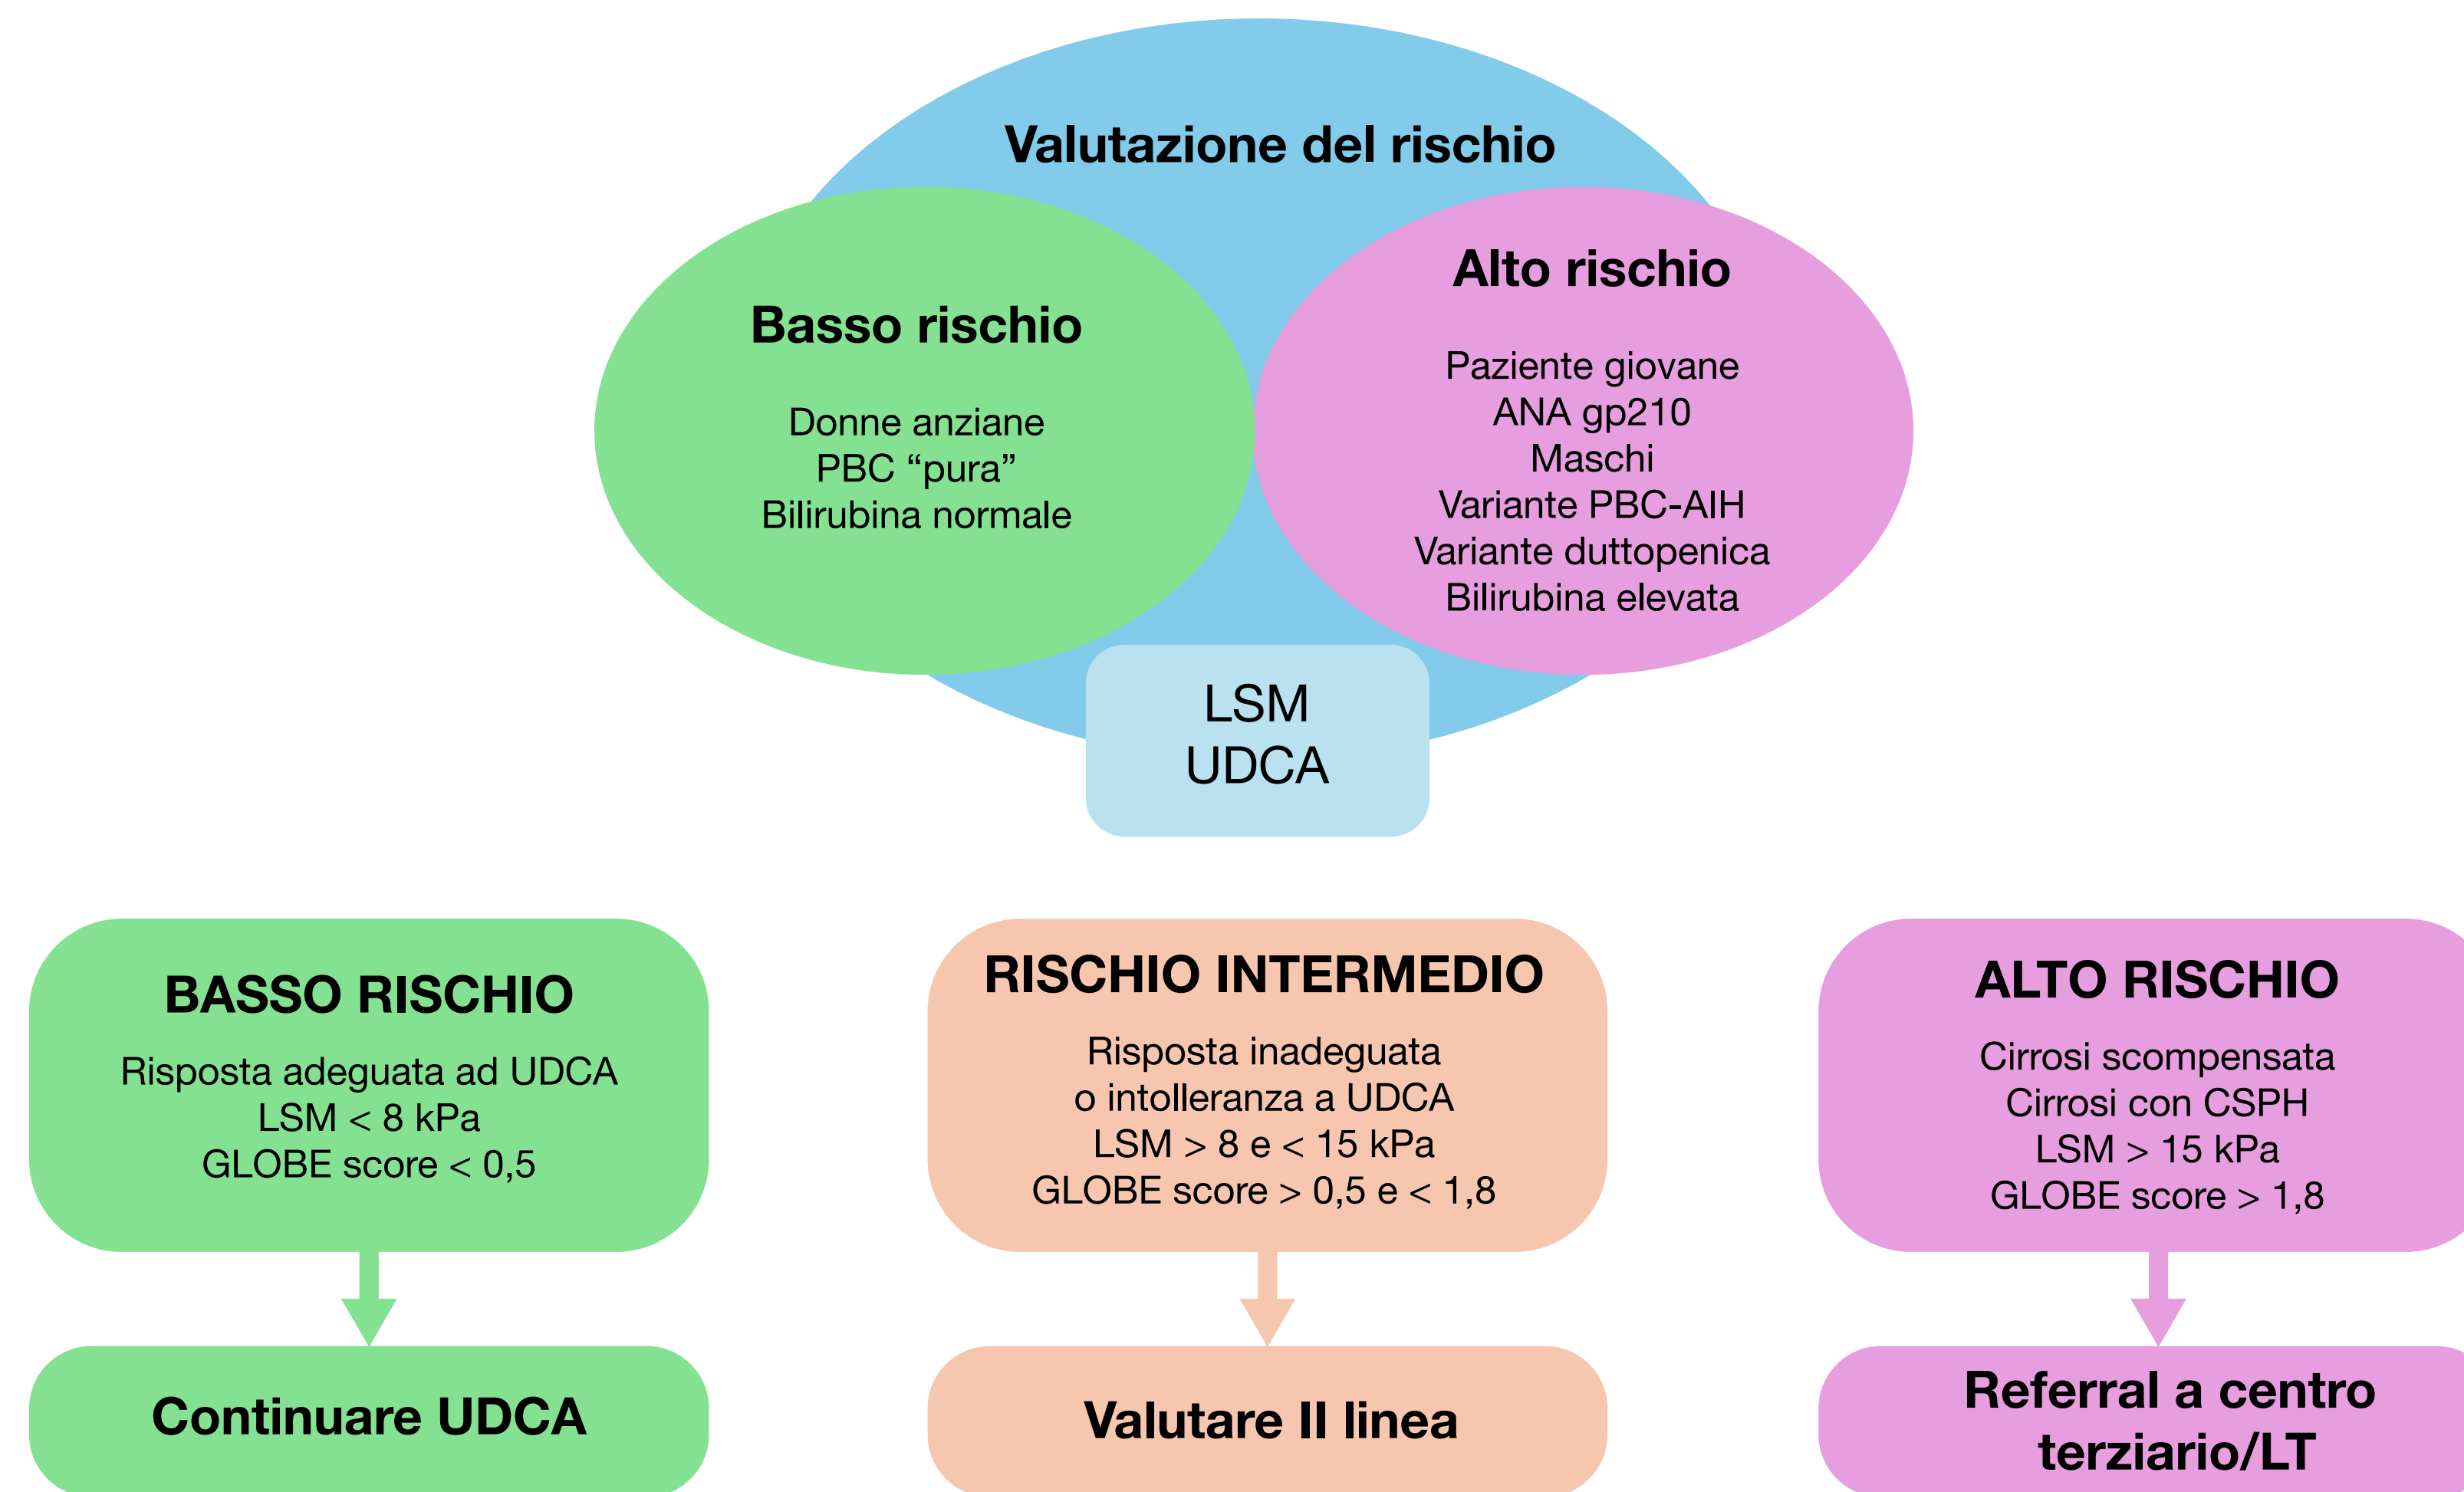 Valutazione del rischio
Basso rischio
Donne anziane
PBC “pura”
Bilirubina normale
Alto rischio
Paziente giovane
ANA gp210
Maschi
Variante PBC-AIH
Variante duttopenica
Bilirubina elevata
LSM
UDCA
BASSO RISCHIO
Risposta adeguata ad UDCA
LSM < 8 kPa
GLOBE score < 0,5
Continuare UDCA
RISCHIO INTERMEDIO
Risposta inadeguata
o intolleranza a UDCA
LSM > 8 e < 15 kPa
GLOBE score > 0,5 e < 1,8
Valutare II linea
ALTO RISCHIO
Cirrosi scompensata
Cirrosi con CSPH
LSM > 15 kPa
GLOBE score > 1,8
Referral a centro
terziario/LT